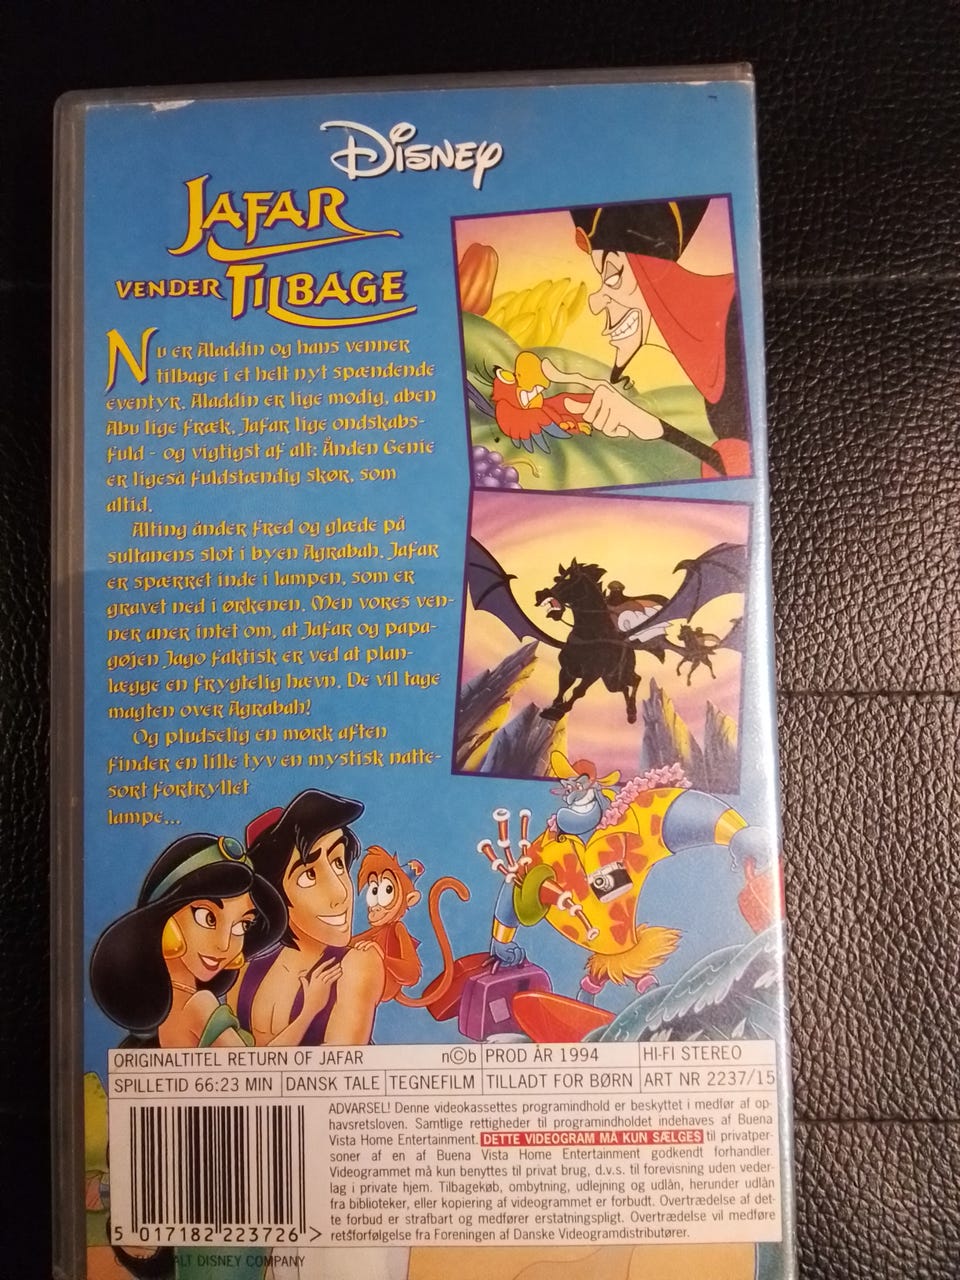 Disney
JAFAR
VENDER TILBAGE
Nu er Aladdin og hans venner
tilbage i et helt nyt spændende
eventyr. Aladdin er lige modig, aben
Abu lige fræk, Jafar lige ondskabs-
fuld - og vigtigst af alt: Ånden Genie
er ligeså fuldstændig skør, som
altid.
Alting ånder fred og glæde på
sultanens slot i byen Agrabah. Jafar
er spærret inde i lampen, som er
gravet ned i ørkenen. Men vores ven-
ner aner intet om, at Jafar og papa-
gøjen Jago faktisk er ved at plan-
lægge en frygtelig hævn. De vil tage
magten over Agrabah!
Og pludselig en mørk aften
finder en lille tyv en mystisk natte-
sort fortryllet
lampe...
ORIGINALTITEL RETURN OF JAFAR n©b PROD ÅR 1994 HI-FI STEREO
SPILLETID 66:23 MIN DANSK TALE TEGNEFILM TILLADT FOR BØRN ART NR 2237/15
ADVARSEL! Denne videokassettes programindhold er beskyttet i medfør af op-
havsretsloven. Samtlige rettigheder til programindholdet indehaves af Buena
Vista Home Entertainment. DETTE VIDEOGRAM MÅ KUN SÆLGES til privatper-
soner af en af Buena Vista Home Entertainment godkendt forhandler.
Videogrammet må kun benyttes til privat brug, d.v.s. til forevisning uden veder-
lag i private hjem. Tilbagekøb, ombytning, udlejning og udlån, herunder udlån
fra biblioteker, eller kopiering af videogrammet er forbudt. Overtrædelse af det-
te forbud er strafbart og medfører erstatningspligt. Overtrædelse vil medføre
retsforfølgelse fra Foreningen af Danske Videogramdistributører.
5 017182 223726 >
© THE WALT DISNEY COMPANY